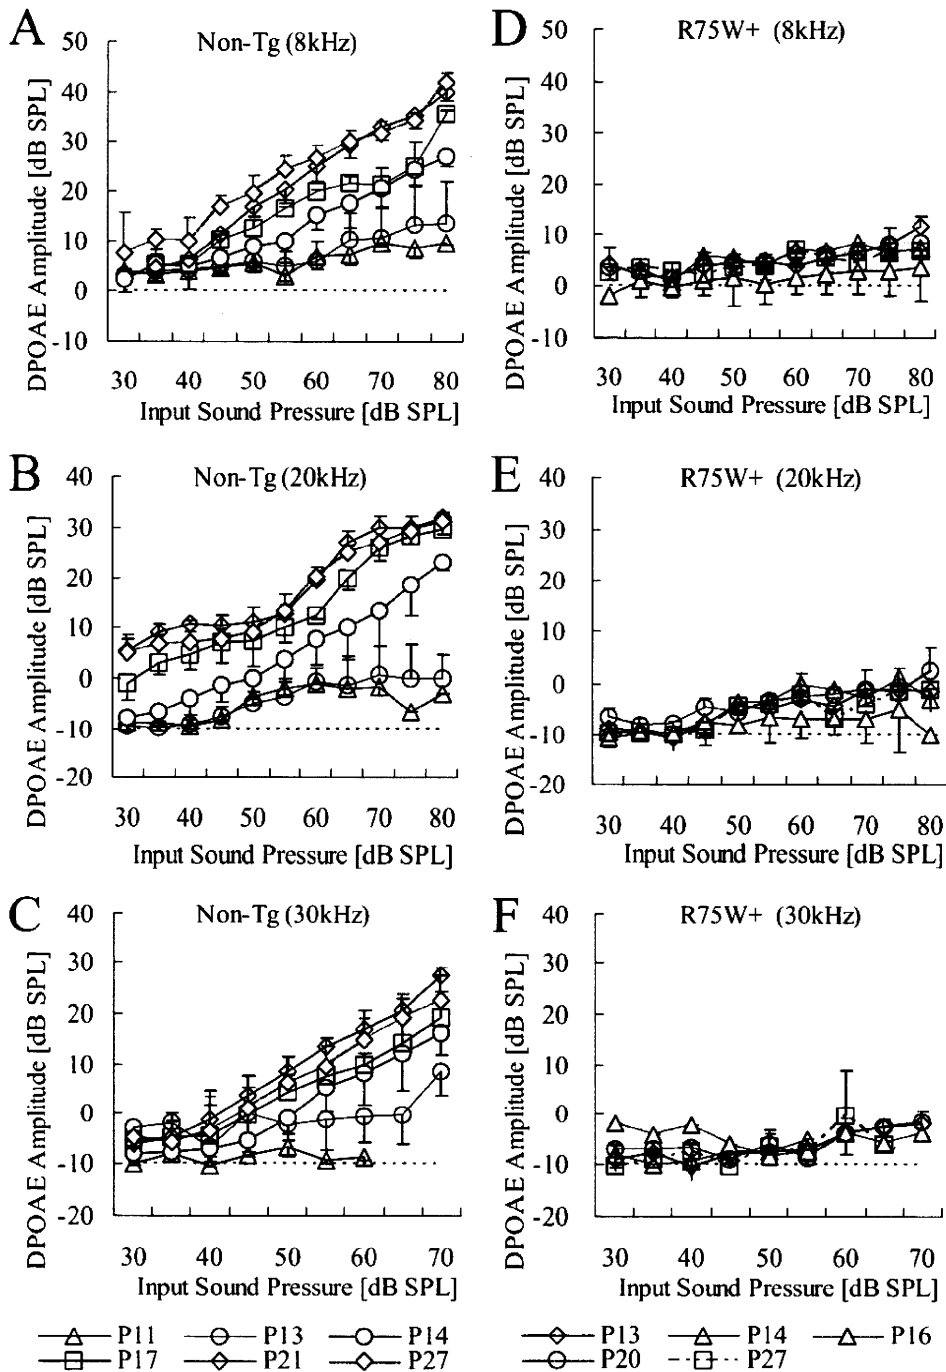 A
Non-Tg (8kHz)
DPOAE Amplitude [dB SPL]
50
40
30
20
10
0
-10
30 40 50 60 70 80
Input Sound Pressure [dB SPL]
D
R75W+ (8kHz)
DPOAE Amplitude [dB SPL]
50
40
30
20
10
0
-10
30 40 50 60 70 80
Input Sound Pressure [dB SPL]
B
Non-Tg (20kHz)
DPOAE Amplitude [dB SPL]
40
30
20
10
0
-10
-20
30 40 50 60 70 80
Input Sound Pressure [dB SPL]
E
R75W+ (20kHz)
DPOAE Amplitude [dB SPL]
40
30
20
10
0
-10
-20
30 40 50 60 70 80
Input Sound Pressure [dB SPL]
C
Non-Tg (30kHz)
DPOAE Amplitude [dB SPL]
40
30
20
10
0
-10
-20
30 40 50 60 70
Input Sound Pressure [dB SPL]
F
R75W+ (30kHz)
DPOAE Amplitude [dB SPL]
40
30
20
10
0
-10
-20
30 40 50 60 70
Input Sound Pressure [dB SPL]
P11 P13 P14
P17 P21 P27
P13 P14 P16
P20 P27